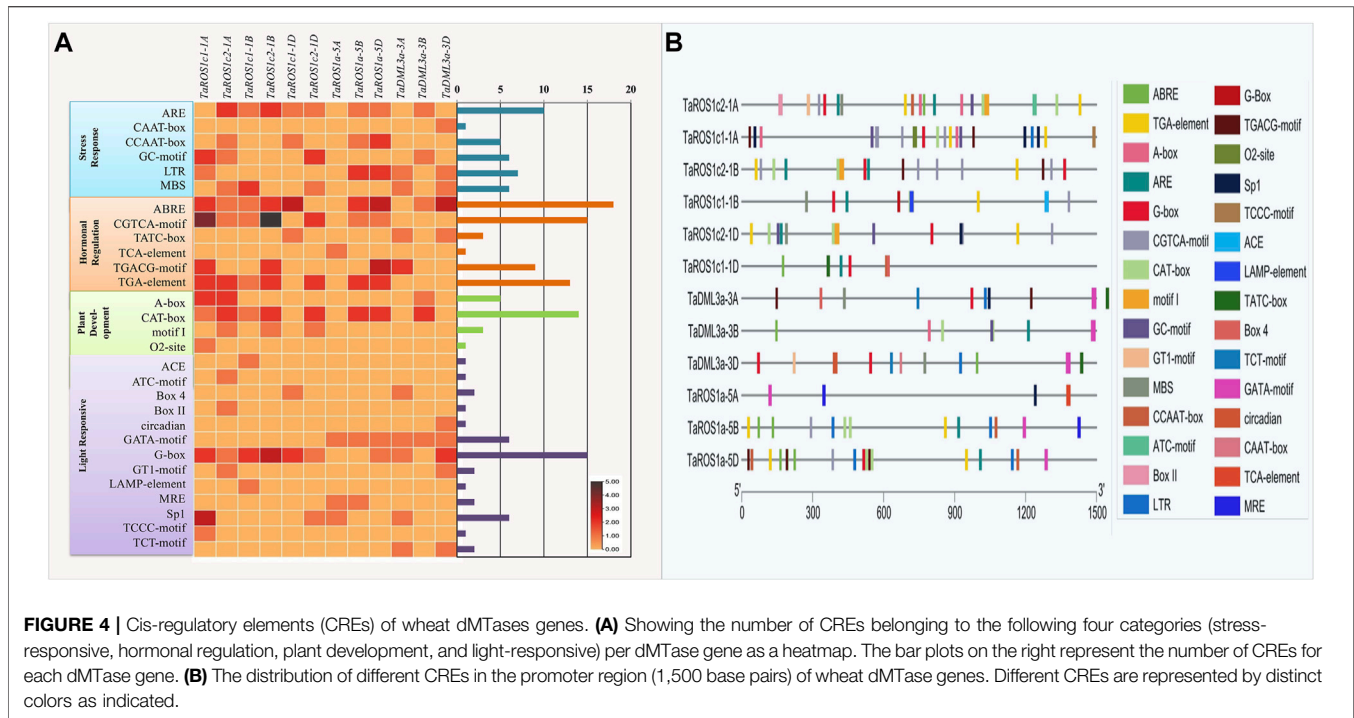 A
TaROS1c1-1A
TaROS1c2-1A
TaROS1c1-1B
TaROS1c2-1B
TaROS1c1-1D
TaROS1c2-1D
TaROS1a-5A
TaROS1a-5B
TaROS1a-5D
TaDML3a-3A
TaDML3a-3B
TaDML3a-3D
0 5 10 15 20
Stress
Response
ARE
CAAT-box
CCAAT-box
GC-motif
LTR
MBS
Hormonal
Regulation
ABRE
CGTCA-motif
TATC-box
TCA-element
TGACG-motif
TGA-element
Plant
Devel-
opment
A-box
CAT-box
motif I
O2-site
Light Responsive
ACE
ATC-motif
Box 4
Box II
circadian
GATA-motif
G-box
GT1-motif
LAMP-element
MRE
Sp1
TCCC-motif
TCT-motif
5.00
4.00
3.00
2.00
1.00
0.00
B
TaROS1c2-1A
TaROS1c1-1A
TaROS1c2-1B
TaROS1c1-1B
TaROS1c2-1D
TaROS1c1-1D
TaDML3a-3A
TaDML3a-3B
TaDML3a-3D
TaROS1a-5A
TaROS1a-5B
TaROS1a-5D
5' 3'
0 300 600 900 1200 1500
ABRE
TGA-element
A-box
ARE
G-box
CGTCA-motif
CAT-box
motif I
GC-motif
GT1-motif
MBS
CCAAT-box
ATC-motif
Box II
LTR
G-Box
TGACG-motif
O2-site
Sp1
TCCC-motif
ACE
LAMP-element
TATC-box
Box 4
TCT-motif
GATA-motif
circadian
CAAT-box
TCA-element
MRE
FIGURE 4 | Cis-regulatory elements (CREs) of wheat dMTases genes. (A) Showing the number of CREs belonging to the following four categories (stress-
responsive, hormonal regulation, plant development, and light-responsive) per dMTase gene as a heatmap. The bar plots on the right represent the number of CREs for
each dMTase gene. (B) The distribution of different CREs in the promoter region (1,500 base pairs) of wheat dMTase genes. Different CREs are represented by distinct
colors as indicated.